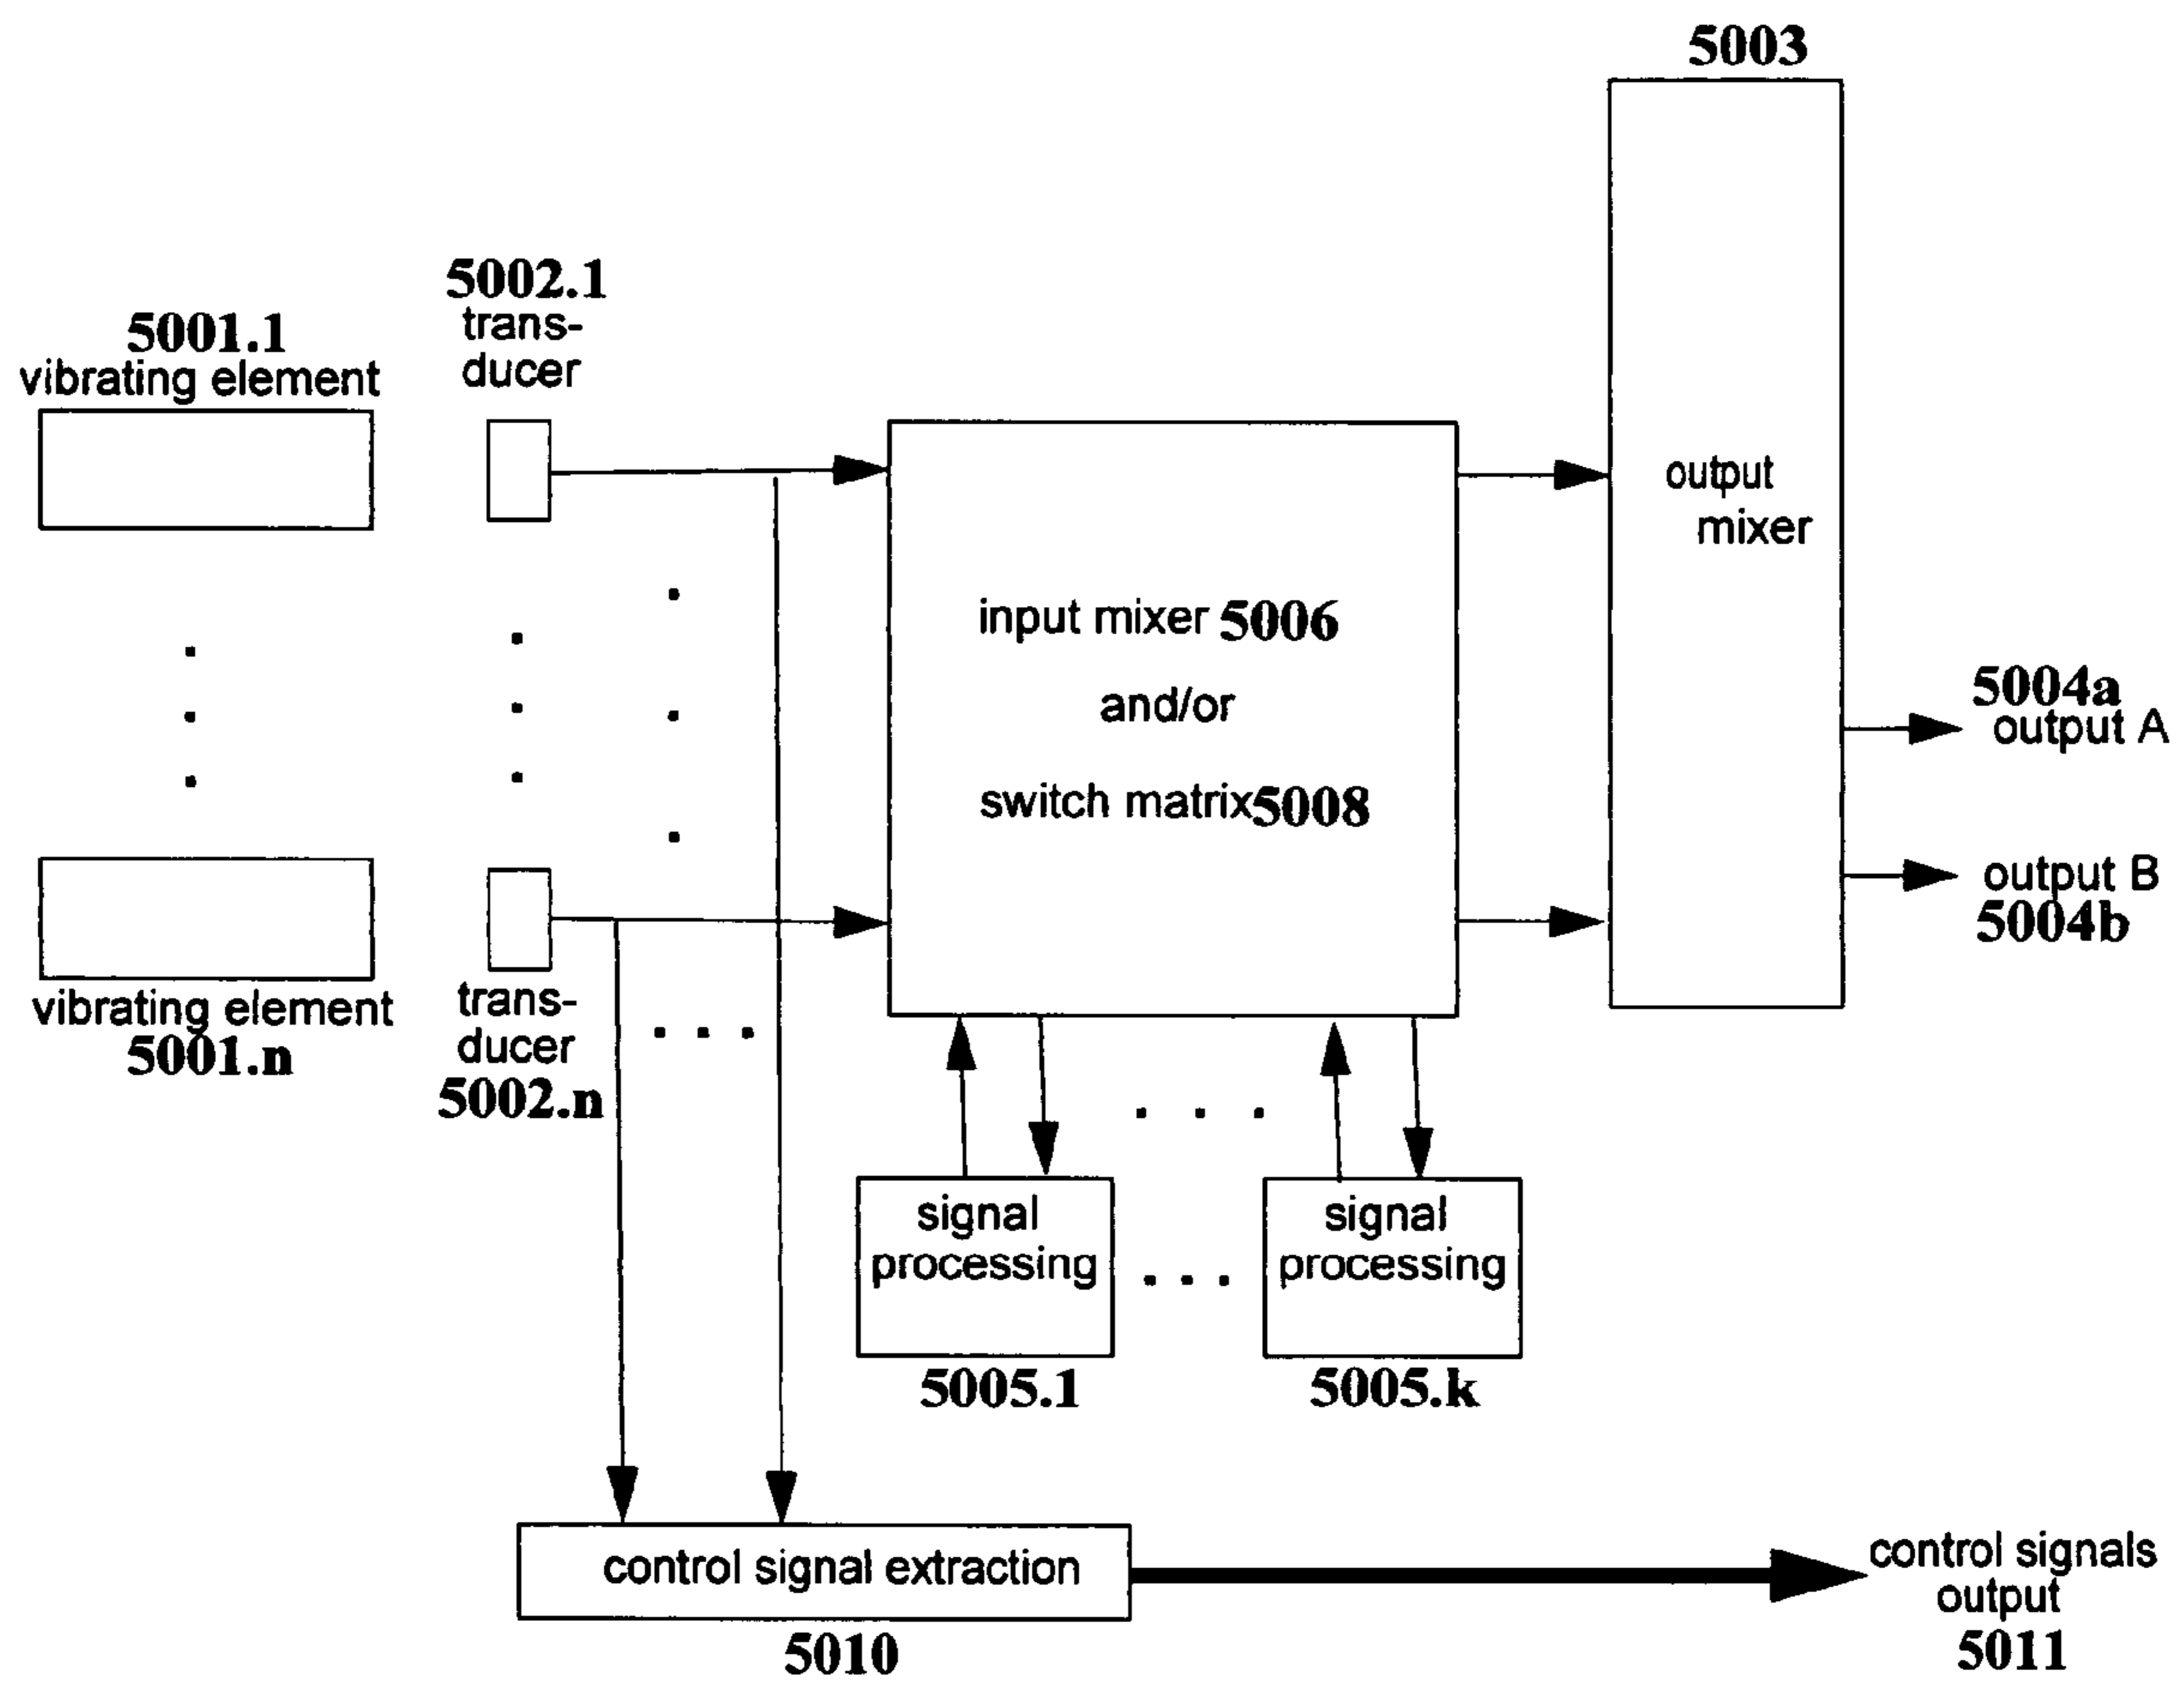 5003
5002.1
trans-
ducer
5001.1
vibrating element
output
mixer
input mixer 5006
and/or
switch matrix5008
5004a
output A
output B
5004b
vibrating element
5001.n
trans-
ducer
5002.n
signal
processing
5005.1
signal
processing
5005.k
control signal extraction
5010
control signals
output
5011